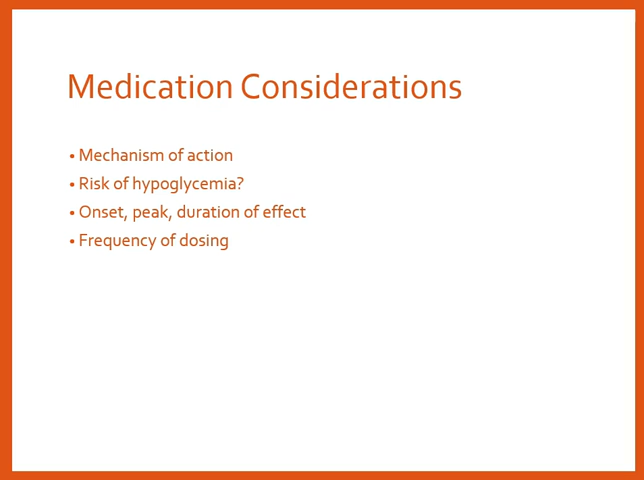 Medication Considerations
• Mechanism of action
• Risk of hypoglycemia?
• Onset, peak, duration of effect
• Frequency of dosing